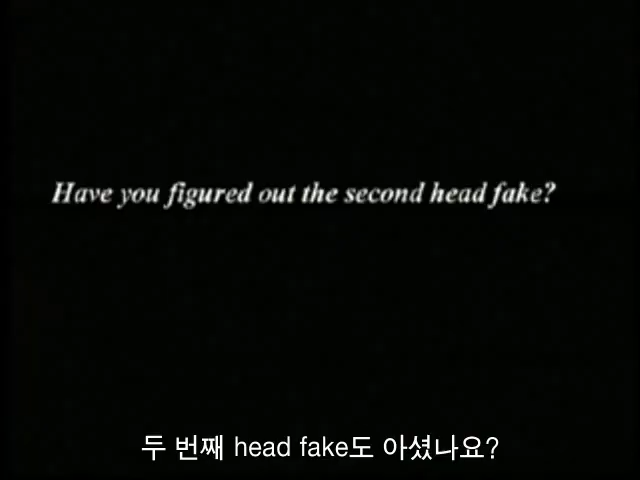 Have you figured out the second head fake?
두 번째 head fake도 아셨나요?